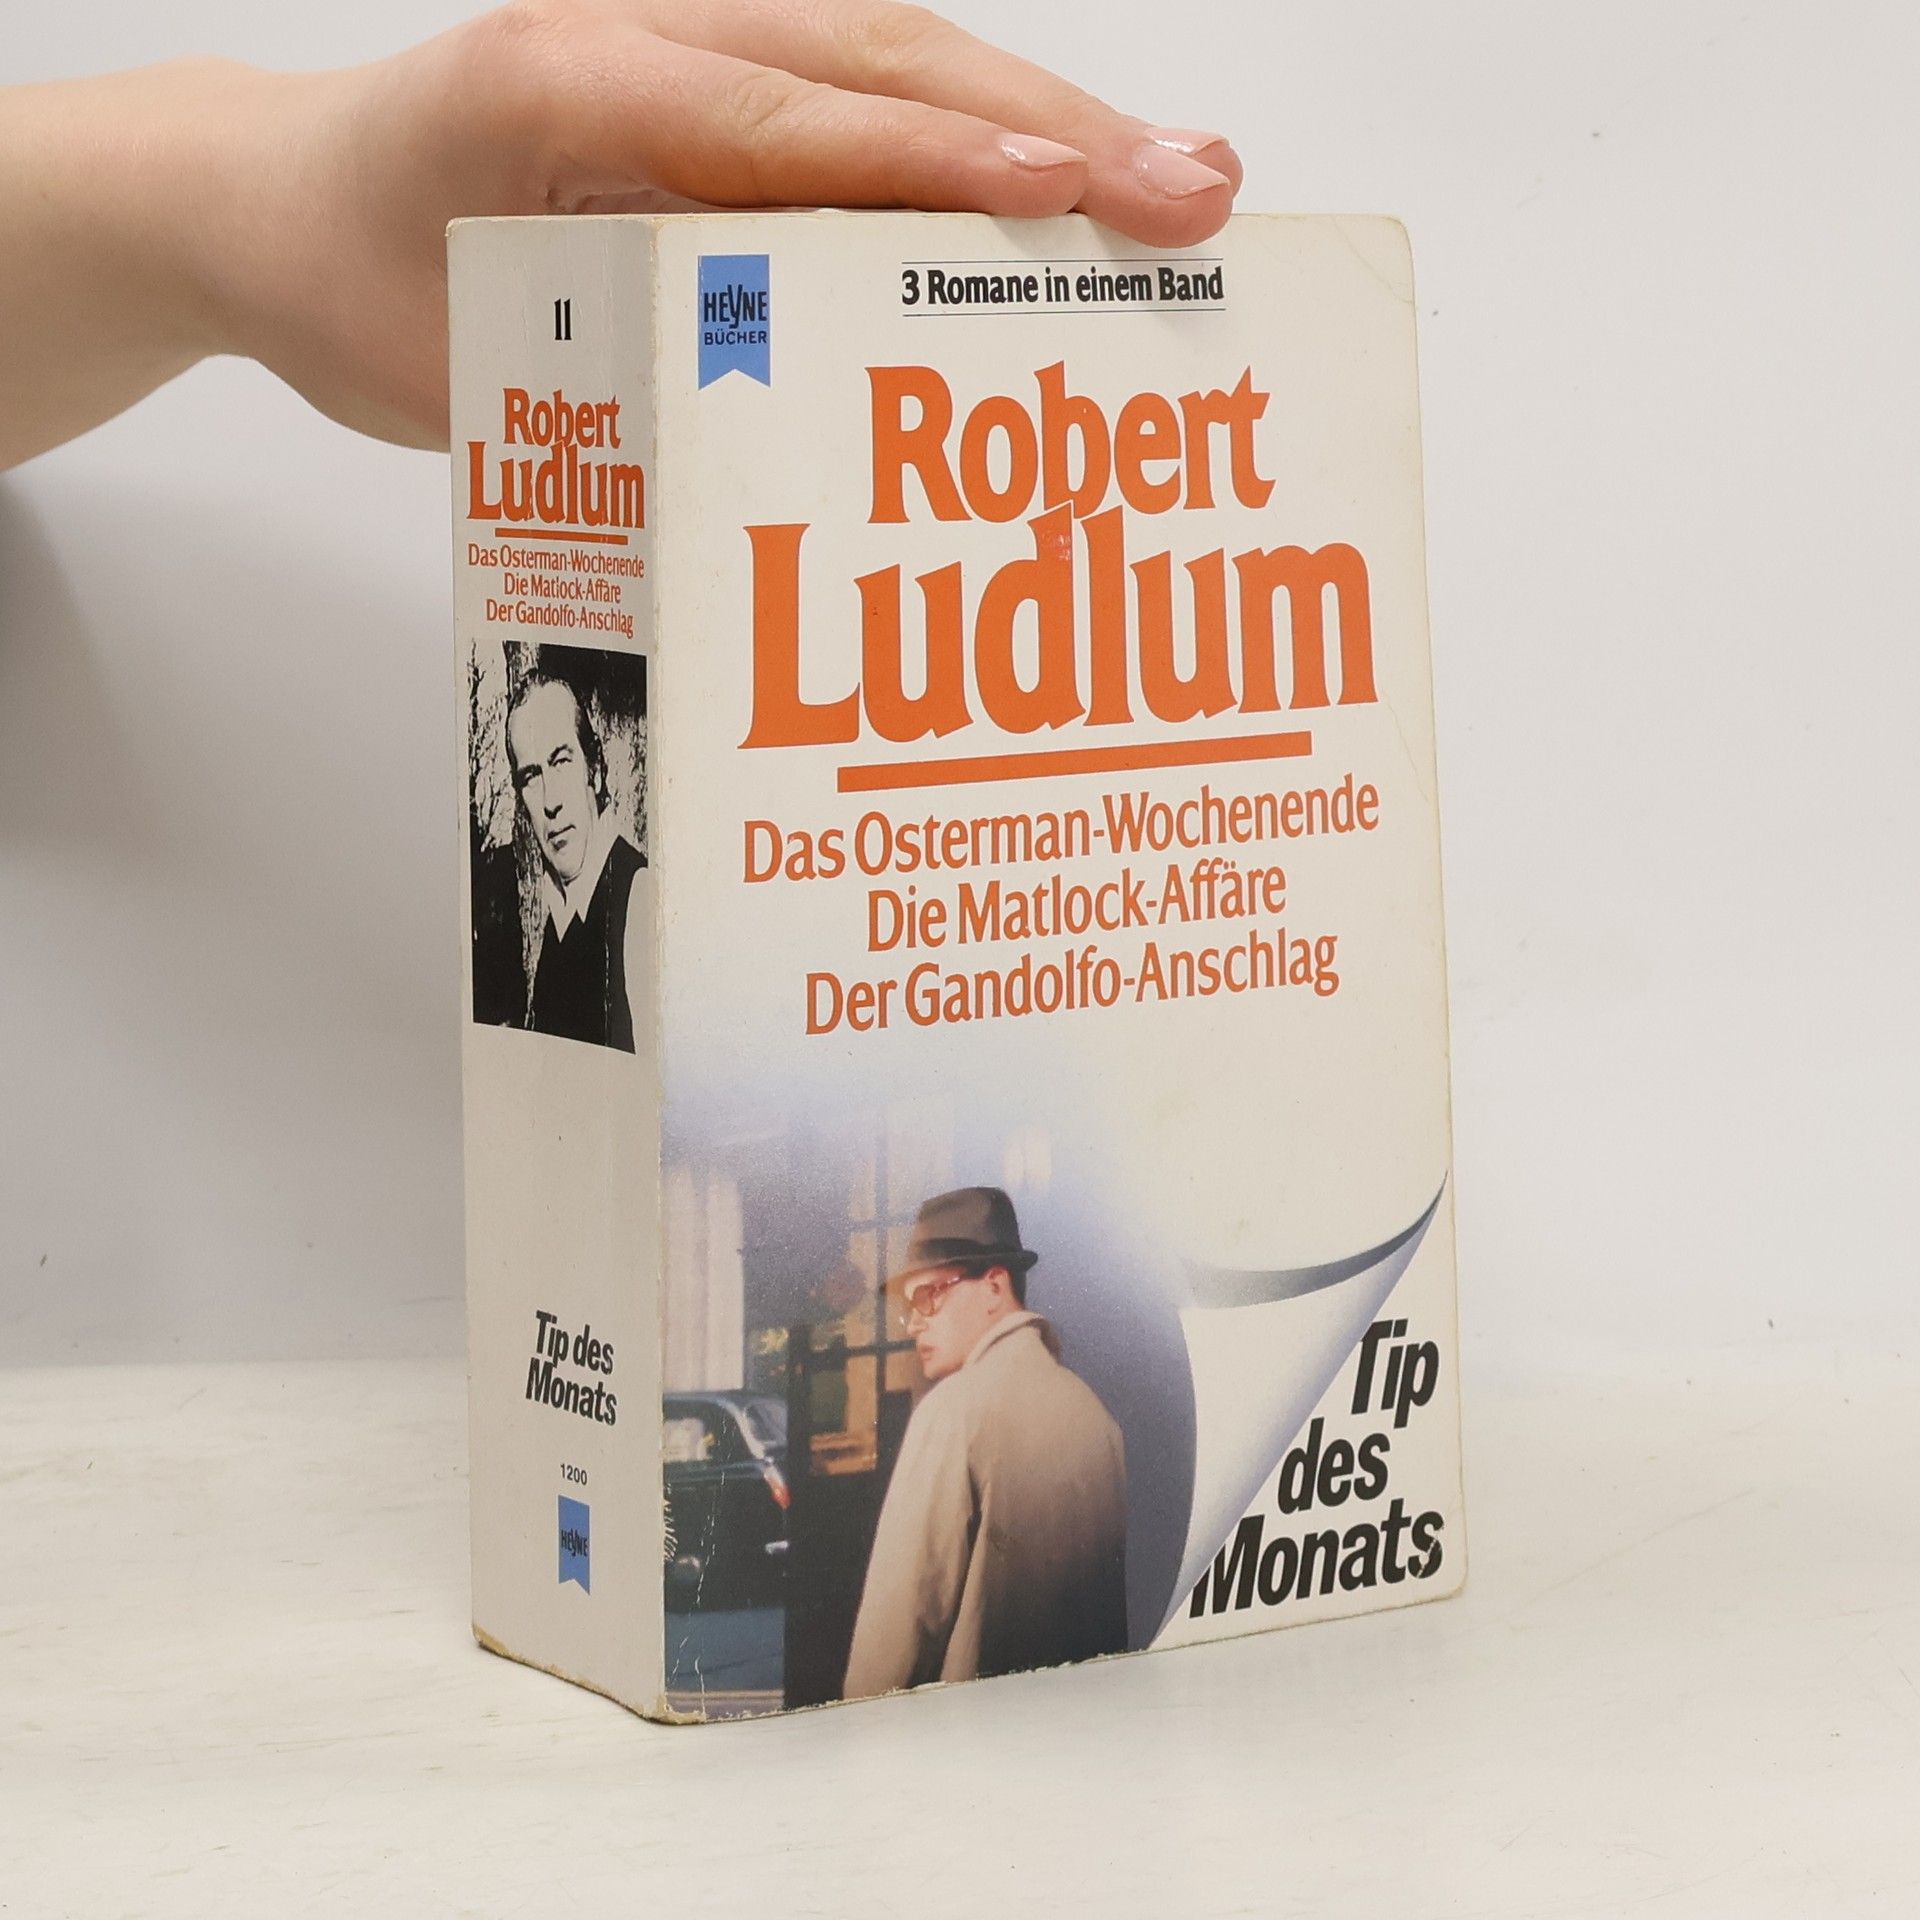 11
Robert
Ludlum
Das Osterman-Wochenende
Die Matlock-Affäre
Der Gandolfo-Anschlag
Tip des
Monats
1200
HEYNE
HEYNE
BÜCHER
3 Romane in einem Band
Robert
Ludlum
Das Osterman-Wochenende
Die Matlock-Affäre
Der Gandolfo-Anschlag
Tip
des
Monats